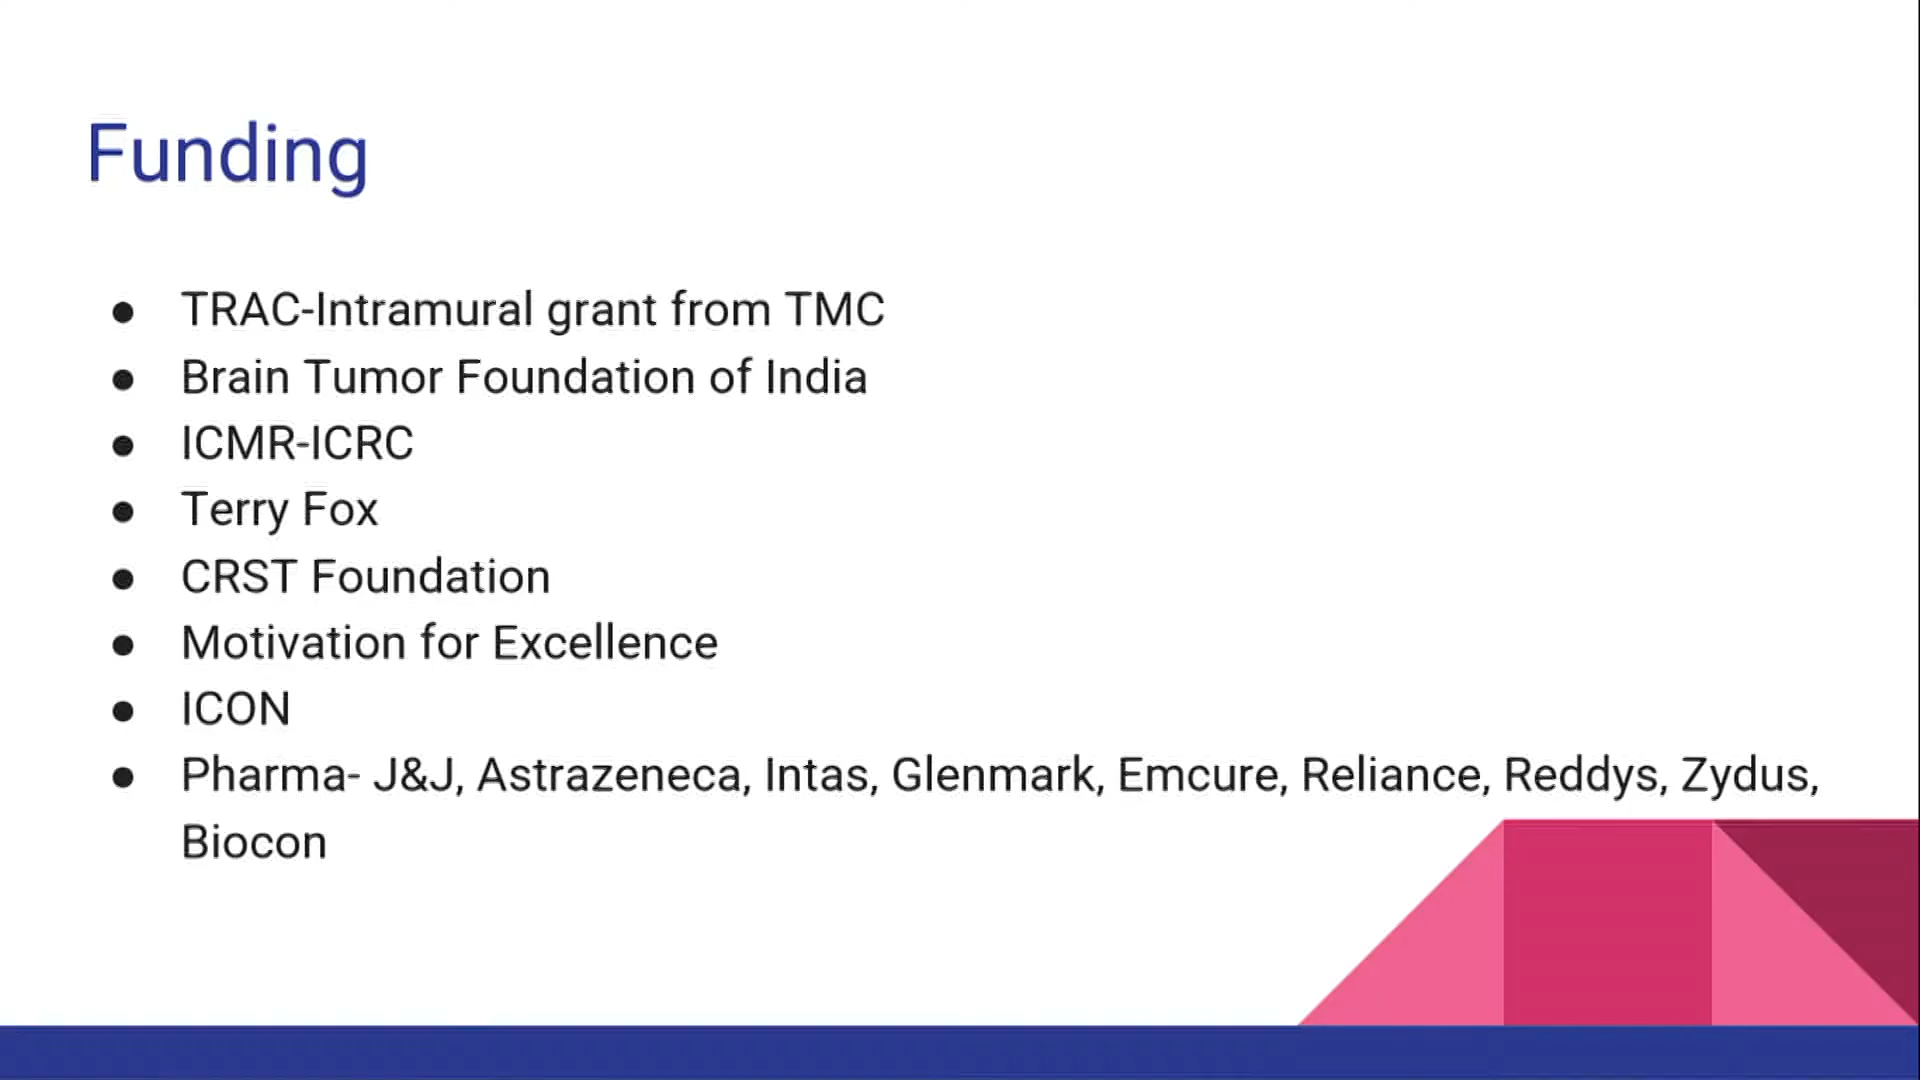 Funding
● TRAC-Intramural grant from TMC
● Brain Tumor Foundation of India
● ICMR-ICRC
● Terry Fox
● CRST Foundation
● Motivation for Excellence
● ICON
● Pharma- J&J, Astrazeneca, Intas, Glenmark, Emcure, Reliance, Reddys, Zydus,
Biocon